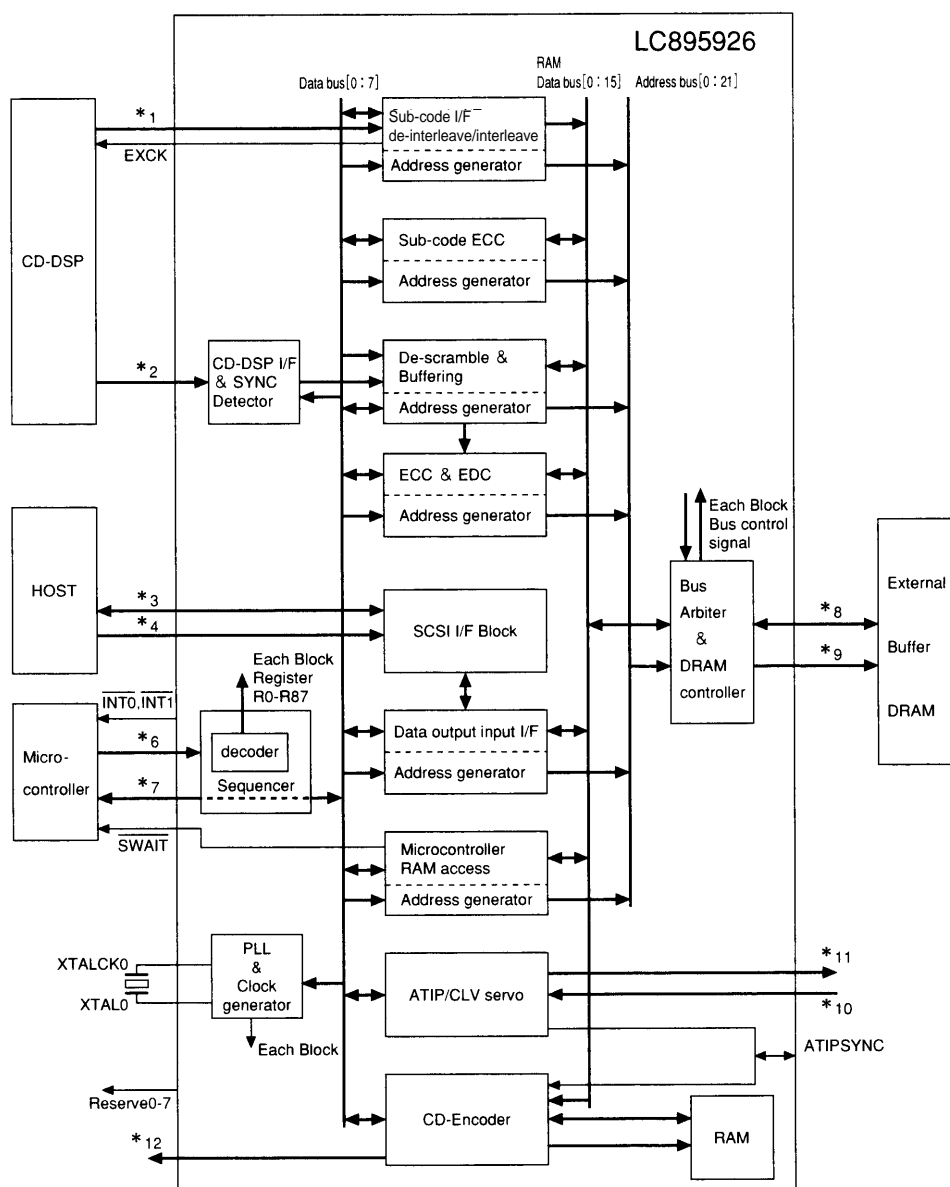 LC895926
RAM
Data bus[0:7]
Data bus[0:15]
Address bus[0:21]
*1
EXCK
Sub-code I/F
de-interleave/interleave
Address generator
CD-DSP
Sub-code ECC
Address generator
*2
CD-DSP I/F
& SYNC
Detector
De-scramble &
Buffering
Address generator
ECC & EDC
Address generator
Each Block
Bus control
signal
HOST
*3
*4
SCSI I/F Block
Bus
Arbiter
&
DRAM
controller
*8
*9
External
Buffer
DRAM
Each Block
Register
R0-R87
INT0,INT1
Micro-
controller
*6
decoder
*7
Sequencer
Data output input I/F
Address generator
SWAIT
Microcontroller
RAM access
Address generator
XTALCK0
XTAL0
PLL
&
Clock
generator
Each Block
ATIP/CLV servo
*11
*10
ATIPSYNC
Reserve0-7
*12
CD-Encoder
RAM